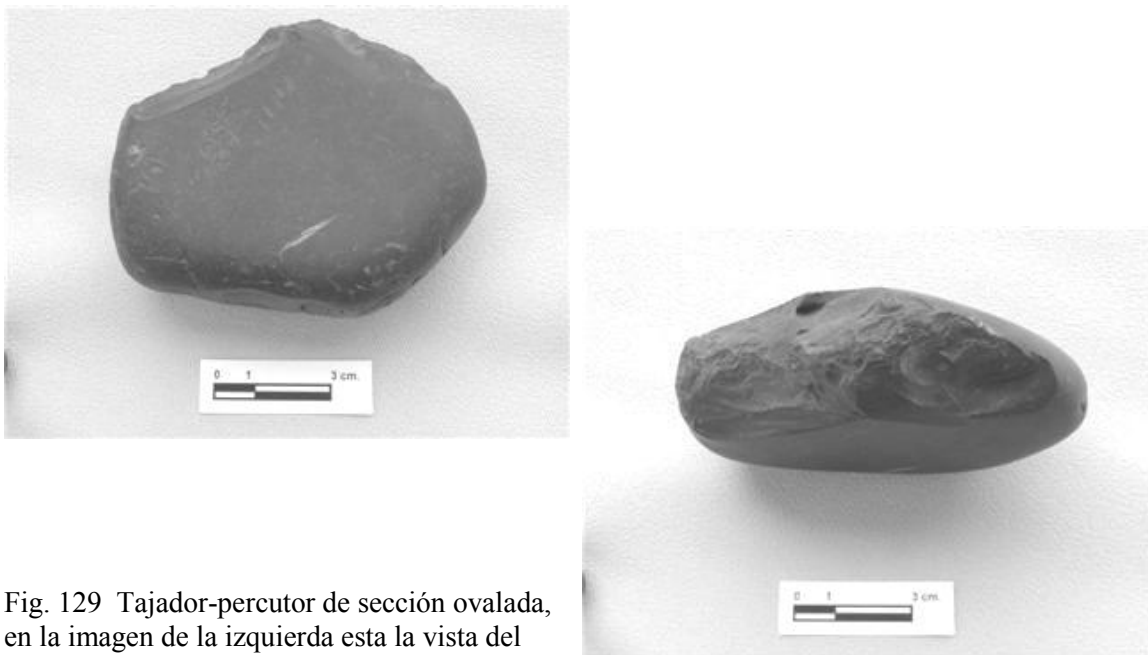 0 1 3 cm.
0 1 3 cm.
Fig. 129 Tajador-percutor de sección ovalada,
en la imagen de la izquierda esta la vista del